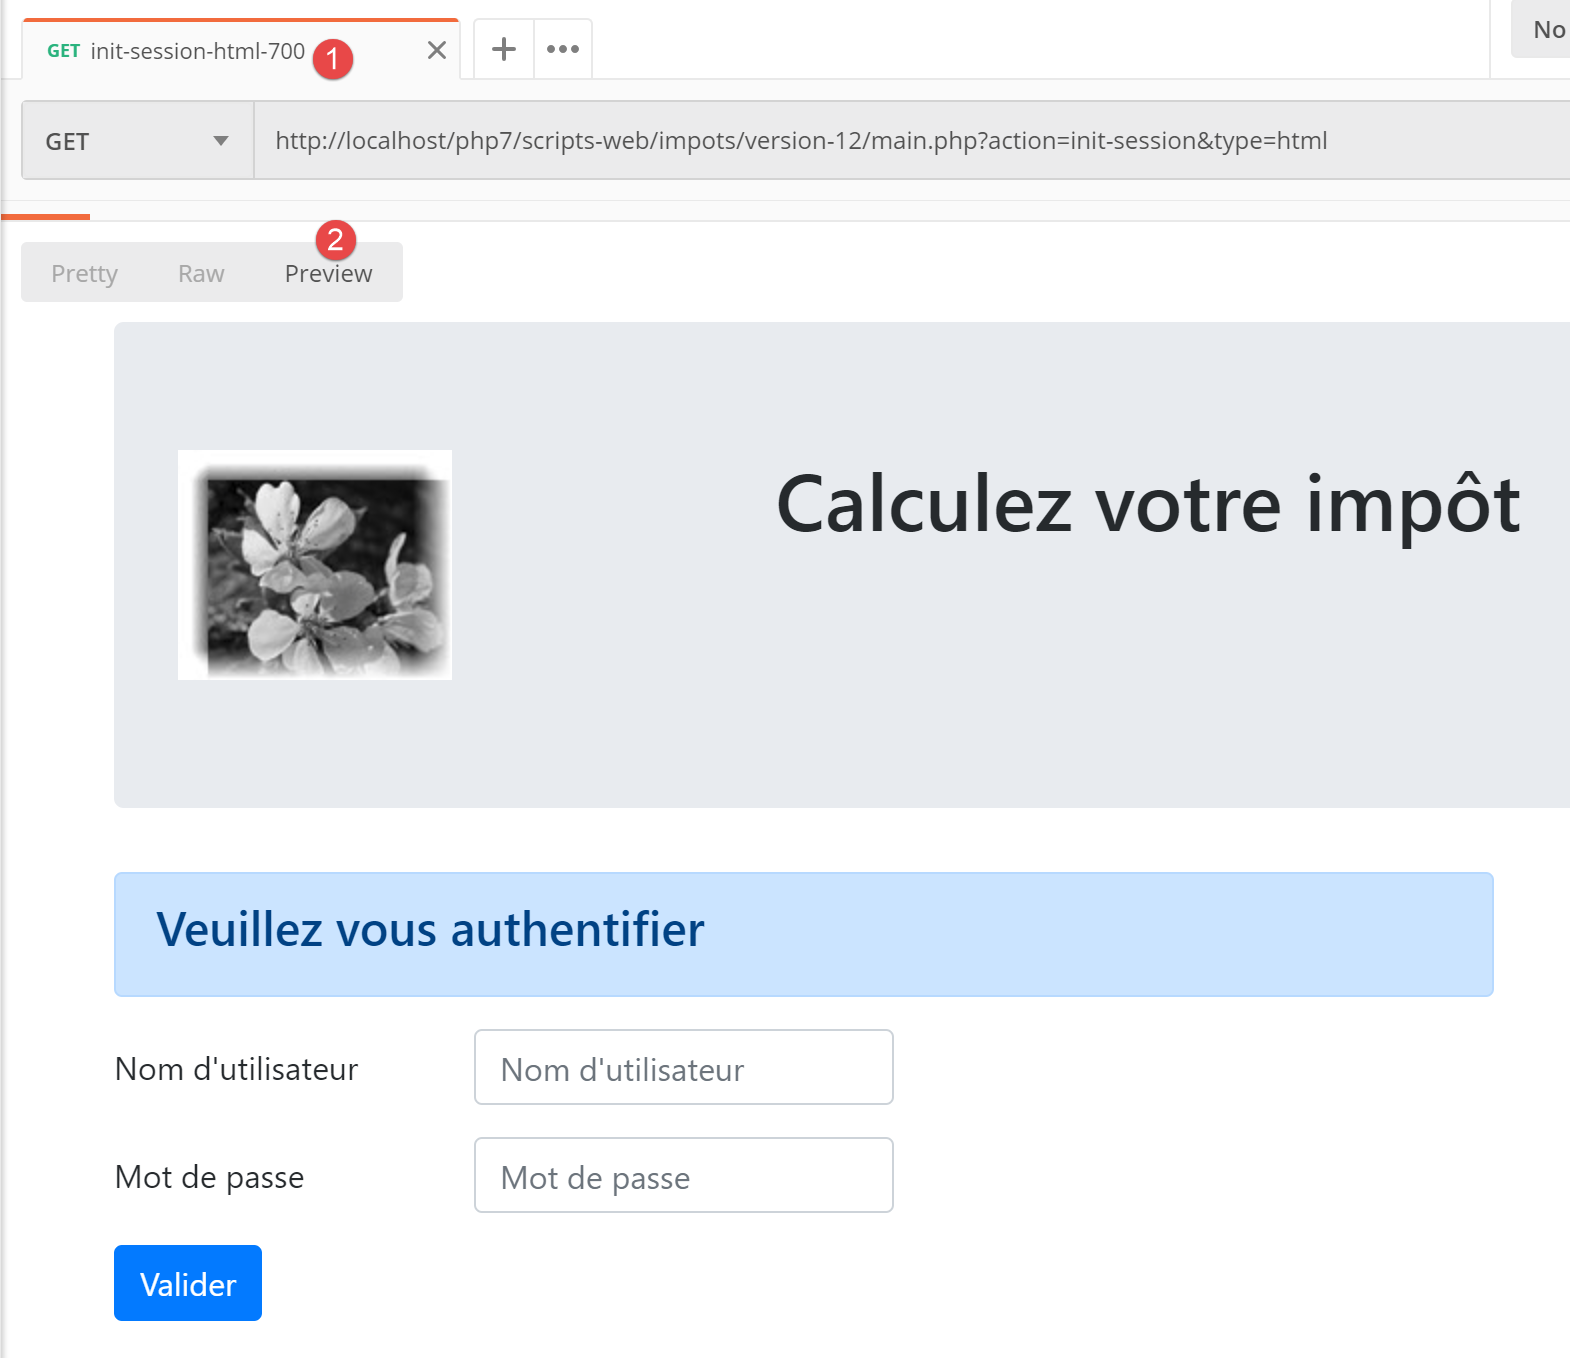 GET init-session-html-700 1
No
GET http://localhost/php7/scripts-web/impots/version-12/main.php?action=init-session&type=html
2
Pretty Raw Preview
Calculez votre impôt
Veuillez vous authentifier
Nom d'utilisateur Nom d'utilisateur
Mot de passe Mot de passe
Valider